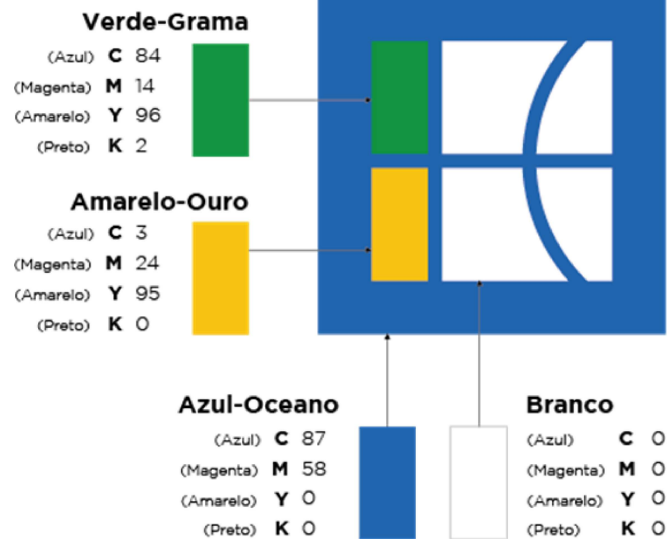 Verde-Grama
(Azul) C 84
(Magenta) M 14
(Amarelo) Y 96
(Preto) K 2
Amarelo-Ouro
(Azul) C 3
(Magenta) M 24
(Amarelo) Y 95
(Preto) K 0
Azul-Oceano
(Azul) C 87
(Magenta) M 58
(Amarelo) Y 0
(Preto) K 0
Branco
(Azul) C 0
(Magenta) M 0
(Amarelo) Y 0
(Preto) K 0